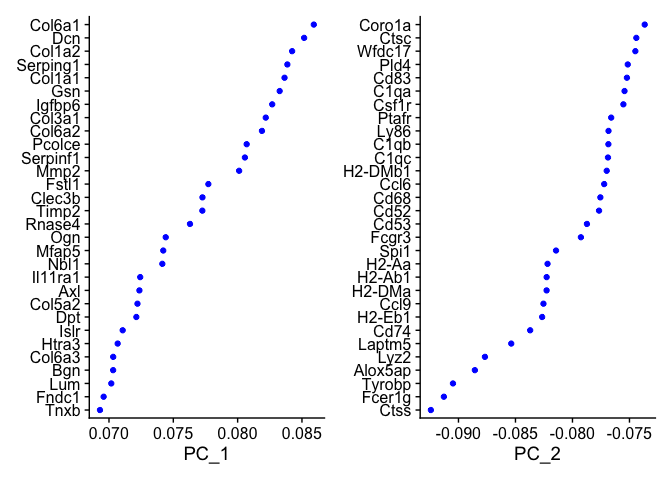 Col6a1
Dcn
Col1a2
Serping1
Col1a1
Gsn
Igfbp6
Col3a1
Col6a2
Pcolce
Serpinf1
Mmp2
Fstl1
Clec3b
Timp2
Rnase4
Ogn
Mfap5
Nbl1
Il11ra1
Axl
Col5a2
Dpt
Islr
Htra3
Col6a3
Bgn
Lum
Fndc1
Tnxb
0.070 0.075 0.080 0.085
PC_1
Coro1a
Ctsc
Wfdc17
Pld4
Cd83
C1qa
Csf1r
Ptafr
Ly86
C1qb
C1qc
H2-DMb1
Ccl6
Cd68
Cd52
Cd53
Fcgr3
Spi1
H2-Aa
H2-Ab1
H2-DMa
Ccl9
H2-Eb1
Cd74
Laptm5
Lyz2
Alox5ap
Tyrobp
Fcer1g
Ctss
-0.090 -0.085 -0.080 -0.075
PC_2